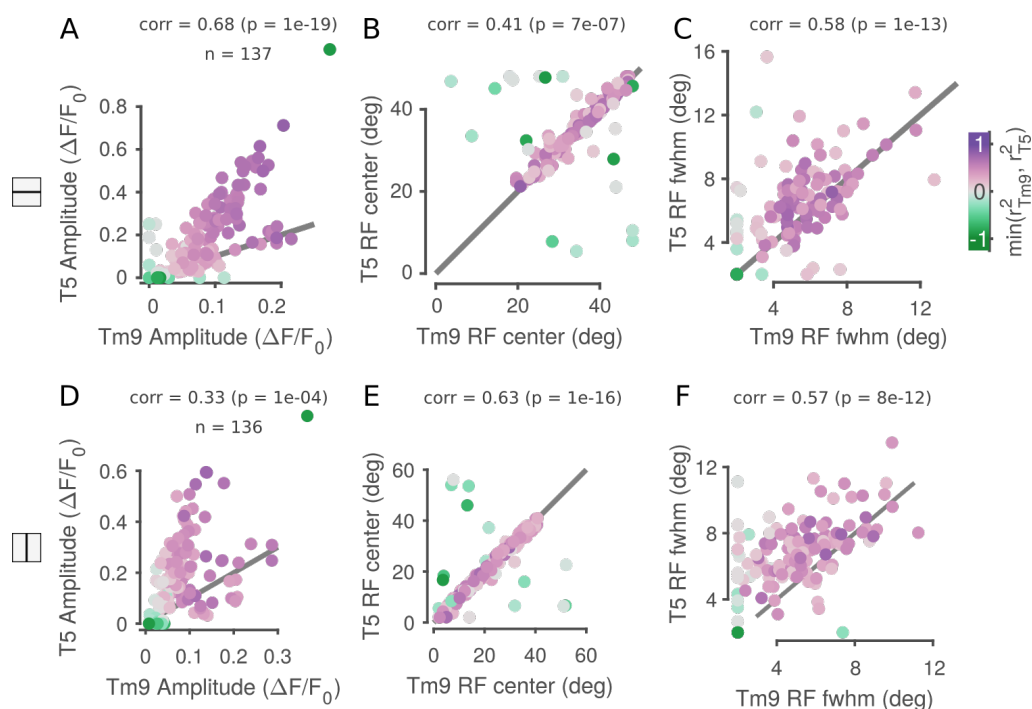 A
corr = 0.68 (p = 1e-19)
n = 137
T5 Amplitude (ΔF/F0)
0.8
0.6
0.4
0.2
0
0
0.1
0.2
Tm9 Amplitude (ΔF/F0)
B
corr = 0.41 (p = 7e-07)
T5 RF center (deg)
40
20
0
0
20
40
Tm9 RF center (deg)
C
corr = 0.58 (p = 1e-13)
T5 RF fwhm (deg)
16
12
8
4
4
8
12
Tm9 RF fwhm (deg)
1
0
-1
min(r²Tm9, r²T5)
D
corr = 0.33 (p = 1e-04)
n = 136
T5 Amplitude (ΔF/F0)
0.6
0.4
0.2
0
0
0.1
0.2
0.3
Tm9 Amplitude (ΔF/F0)
E
corr = 0.63 (p = 1e-16)
T5 RF center (deg)
60
40
20
0
0
20
40
60
Tm9 RF center (deg)
F
corr = 0.57 (p = 8e-12)
T5 RF fwhm (deg)
12
8
4
4
8
12
Tm9 RF fwhm (deg)